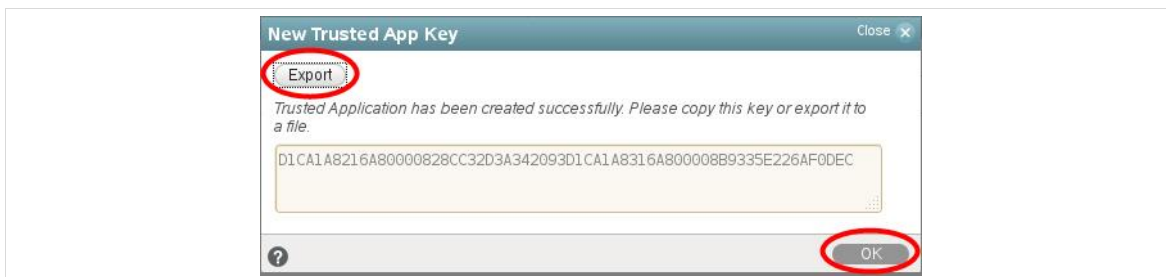 New Trusted App Key
Close
Export
Trusted Application has been created successfully. Please copy this key or export it to
a file.
D1CA1A8216A80000828CC32D3A342093D1CA1A8316A800008B9335E226AF0DEC
?
OK